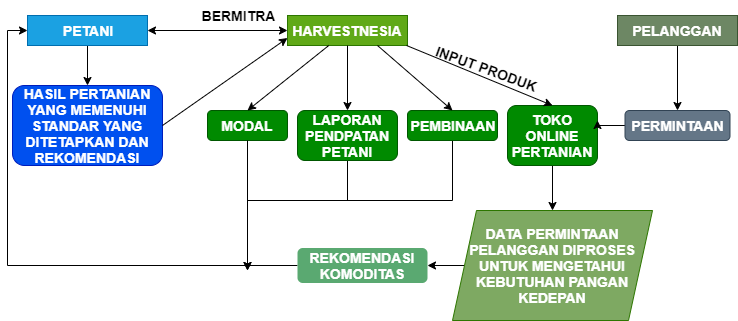 PETANI
BERMITRA
HARVESTNESIA
PELANGGAN
INPUT PRODUK
HASIL PERTANIAN
YANG MEMENUHI
STANDAR YANG
DITETAPKAN DAN
REKOMENDASI
MODAL
LAPORAN
PENDPATAN
PETANI
PEMBINAAN
TOKO
ONLINE
PERTANIAN
PERMINTAAN
DATA PERMINTAAN
PELANGGAN DIPROSES
UNTUK MENGETAHUI
KEBUTUHAN PANGAN
KEDEPAN
REKOMENDASI
KOMODITAS